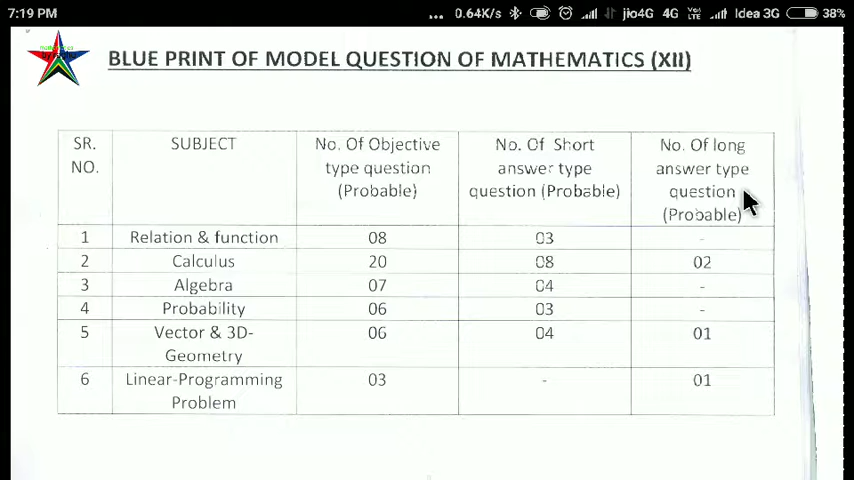 7:19 PM ... 0.64K/s jio4G 4G VoLTE Idea 3G 38%
BLUE PRINT OF MODEL QUESTION OF MATHEMATICS (XII)
SR. NO. SUBJECT No. Of Objective type question (Probable) No. Of Short answer type question (Probable) No. Of long answer type question (Probable)
1 Relation & function 08 03 -
2 Calculus 20 08 02
3 Algebra 07 04 -
4 Probability 06 03 -
5 Vector & 3D-Geometry 06 04 01
6 Linear-Programming Problem 03 - 01